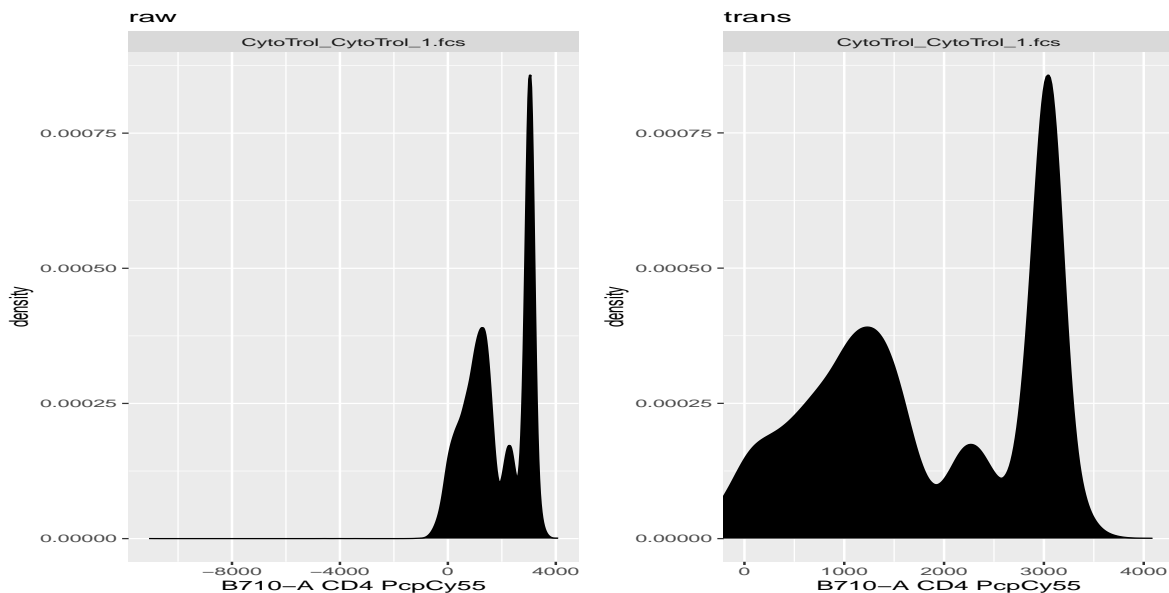 raw
CytoTrol_CytoTrol_1.fcs
0.00075
0.00050
0.00025
0.00000
density
−8000 −4000 0 4000
B710−A CD4 PcpCy55
trans
CytoTrol_CytoTrol_1.fcs
0.00075
0.00050
0.00025
0.00000
density
0 1000 2000 3000 4000
B710−A CD4 PcpCy55